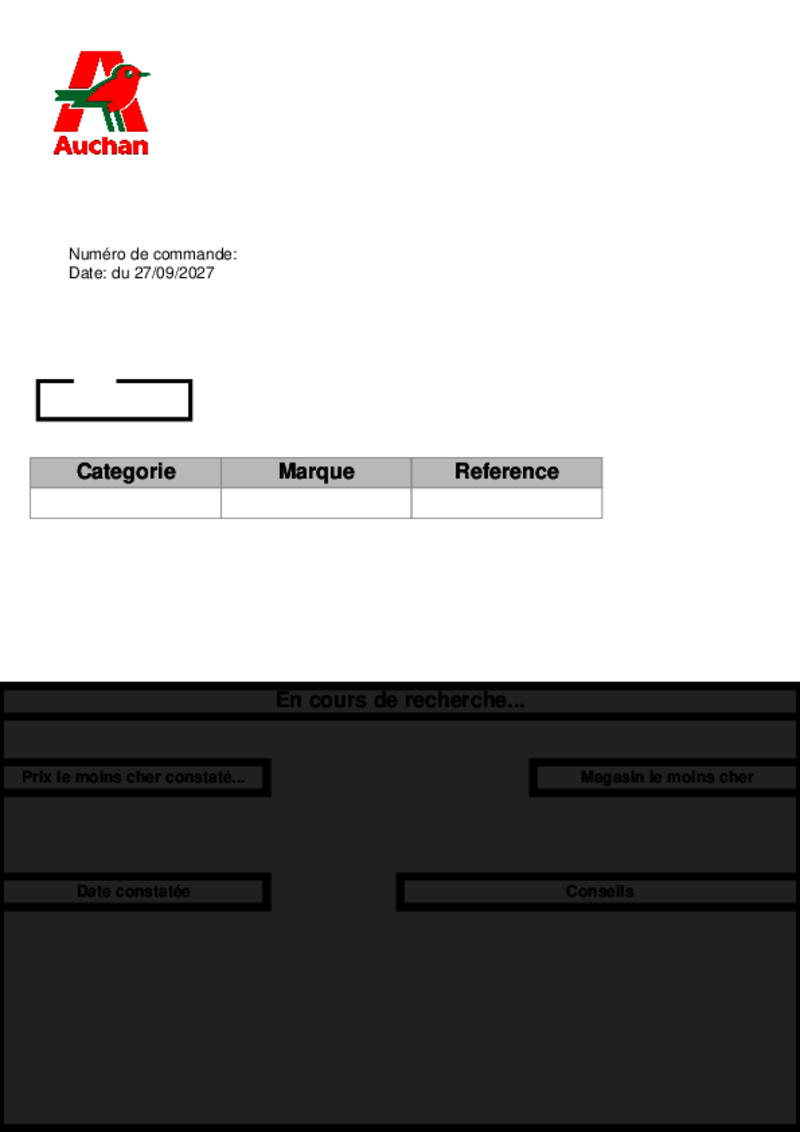 Auchan
Numéro de commande:
Date: du 27/09/2027
Categorie Marque Reference
En cours de recherche...
Prix le moins cher constaté... Magasin le moins cher
Date constatée Conseils